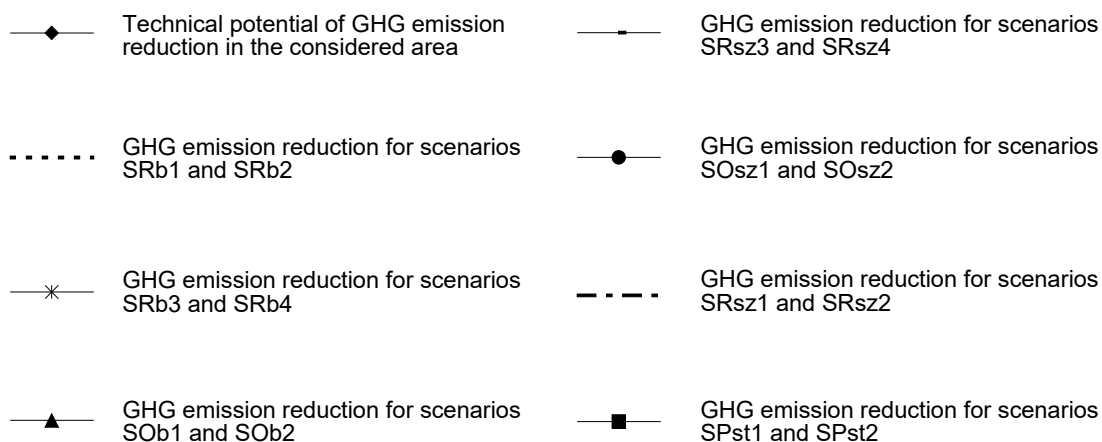 Technical potential of GHG emission
reduction in the considered area
GHG emission reduction for scenarios
SRb1 and SRb2
GHG emission reduction for scenarios
SRb3 and SRb4
GHG emission reduction for scenarios
SOb1 and SOb2
GHG emission reduction for scenarios
SRsz3 and SRsz4
GHG emission reduction for scenarios
SOsz1 and SOsz2
GHG emission reduction for scenarios
SRsz1 and SRsz2
GHG emission reduction for scenarios
SPst1 and SPst2